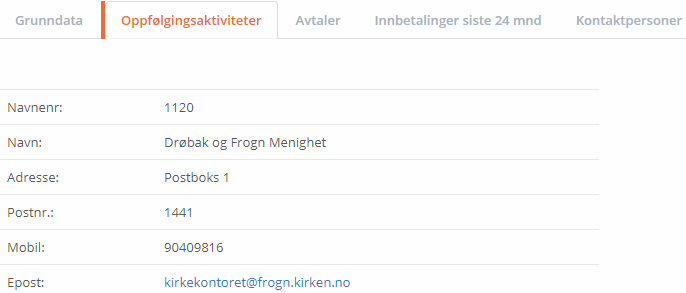 Grunndata Oppfølgingsaktiviteter Avtaler Innbetalinger siste 24 mnd Kontaktpersoner
Navnenr: 1120
Navn: Drøbak og Frogn Menighet
Adresse: Postboks 1
Postnr.: 1441
Mobil: 90409816
Epost: kirkekontoret@frogn.kirken.no